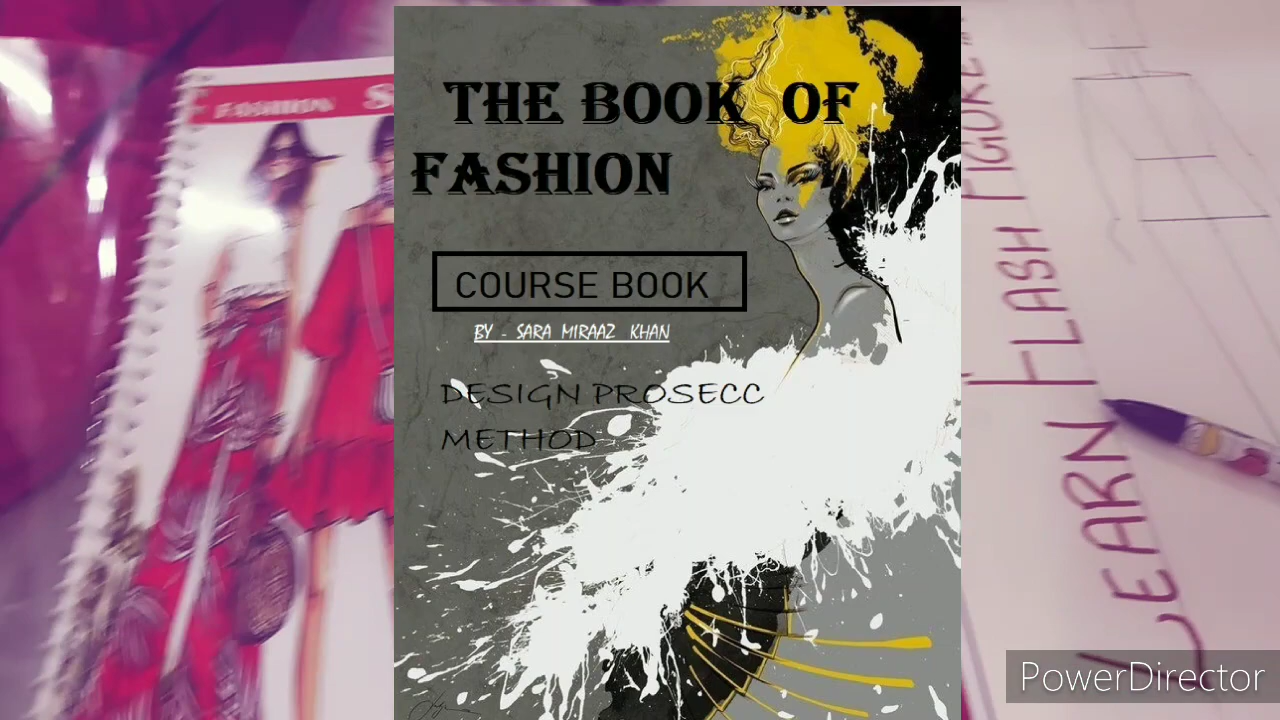 FASHION S
THE BOOK OF
FASHION
COURSE BOOK
BY - SARA MIRAAZ KHAN
DESIGN PROSECC
METHOD
LEARN FLASH FIGURE
PowerDirector